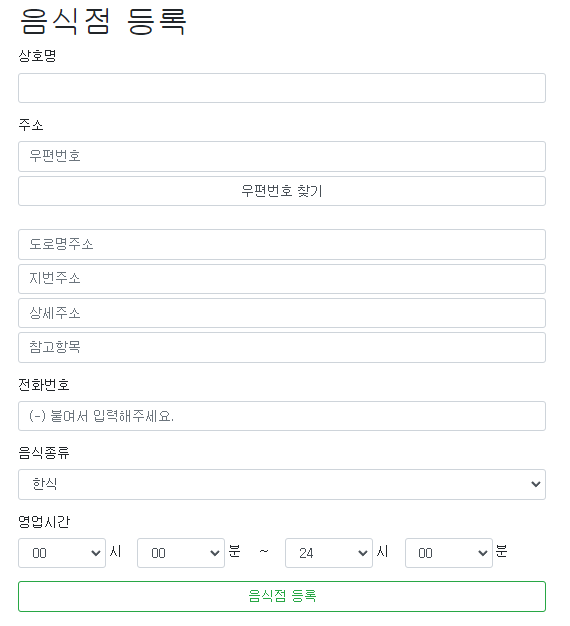 음식점 등록
상호명
주소
우편번호
우편번호 찾기
도로명주소
지번주소
상세주소
참고항목
전화번호
(-) 붙여서 입력해주세요.
음식종류
한식
영업시간
00 시 00 분 ~ 24 시 00 분
음식점 등록